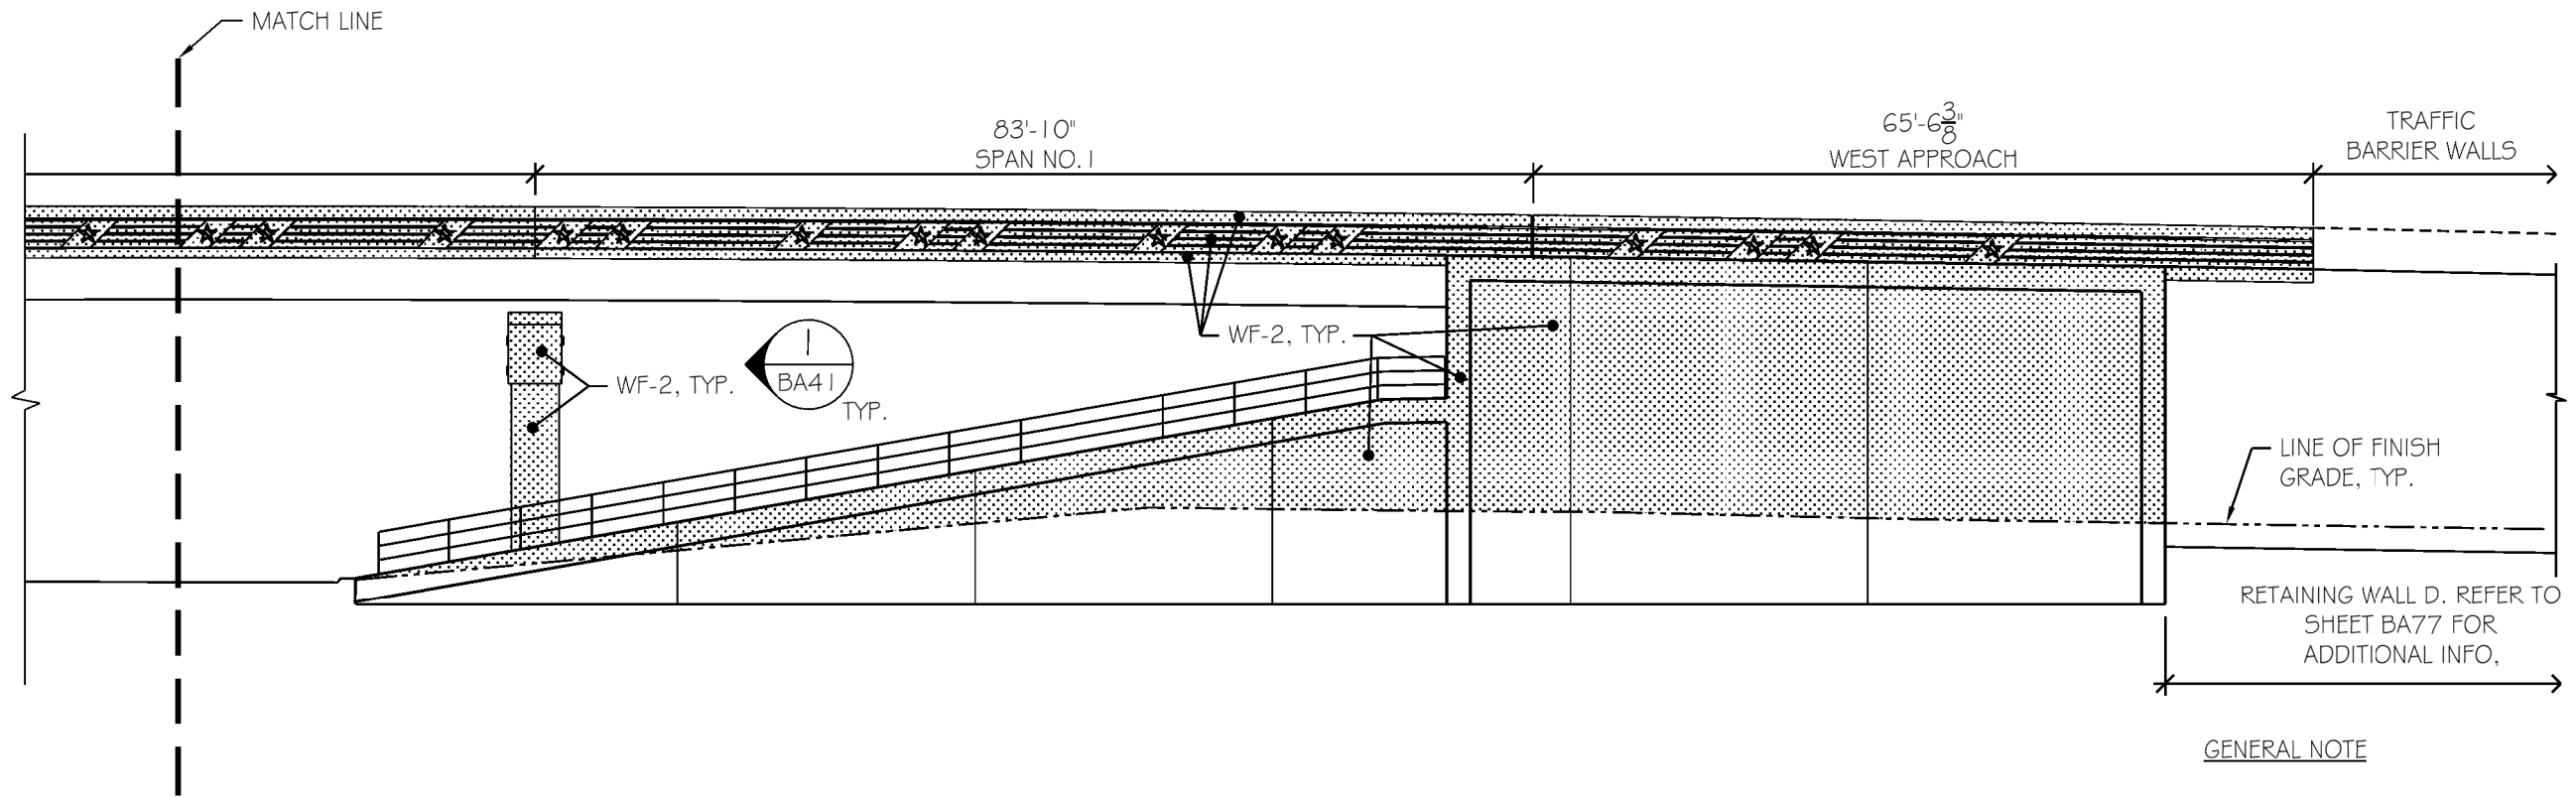 MATCH LINE
83'-10"
SPAN NO. 1
65'-6 3/8"
WEST APPROACH
TRAFFIC
BARRIER WALLS
WF-2, TYP.
1
BA41
TYP.
WF-2, TYP.
LINE OF FINISH
GRADE, TYP.
RETAINING WALL D. REFER TO
SHEET BA77 FOR
ADDITIONAL INFO,
GENERAL NOTE